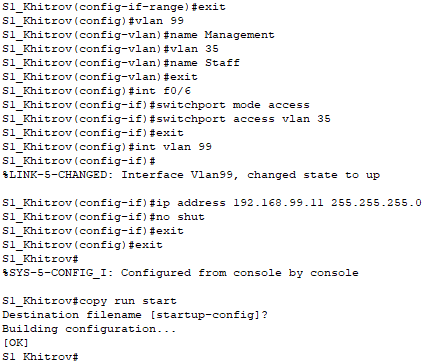 S1_Khitrov(config-if-range)#exit
S1_Khitrov(config)#vlan 99
S1_Khitrov(config-vlan)#name Management
S1_Khitrov(config-vlan)#vlan 35
S1_Khitrov(config-vlan)#name Staff
S1_Khitrov(config-vlan)#exit
S1_Khitrov(config)#int f0/6
S1_Khitrov(config-if)#switchport mode access
S1_Khitrov(config-if)#switchport access vlan 35
S1_Khitrov(config-if)#exit
S1_Khitrov(config)#int vlan 99
S1_Khitrov(config-if)#
%LINK-5-CHANGED: Interface Vlan99, changed state to up
S1_Khitrov(config-if)#ip address 192.168.99.11 255.255.255.0
S1_Khitrov(config-if)#no shut
S1_Khitrov(config-if)#exit
S1_Khitrov(config)#exit
S1_Khitrov#
%SYS-5-CONFIG_I: Configured from console by console
S1_Khitrov#copy run start
Destination filename [startup-config]?
Building configuration...
[OK]
S1_Khitrov#